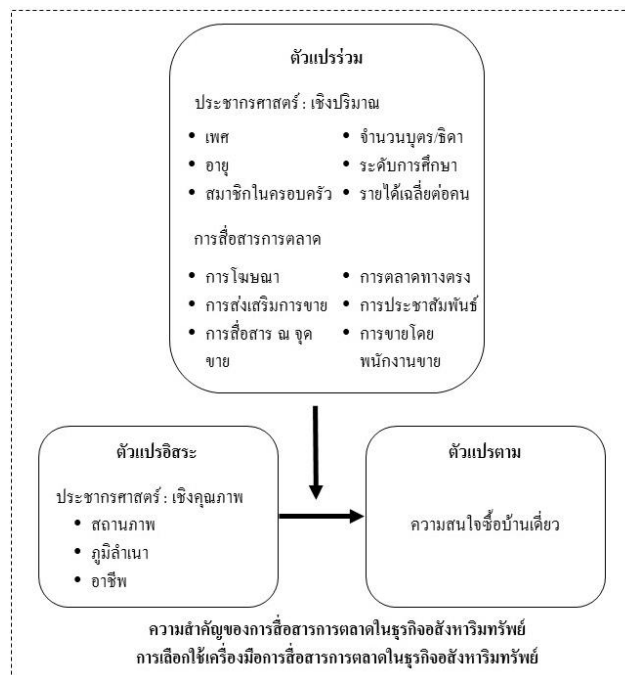 ตัวแปรร่วม
ประชากรศาสตร์ : เชิงปริมาณ
• เพศ
• อายุ
• สมาชิกในครอบครัว
• จำนวนบุตร/ธิดา
• ระดับการศึกษา
• รายได้เฉลี่ยต่อคน
การสื่อสารการตลาด
• การโฆษณา
• การส่งเสริมการขาย
• การสื่อสาร ณ จุด
ขาย
• การตลาดทางตรง
• การประชาสัมพันธ์
• การขายโดย
พนักงานขาย
ตัวแปรอิสระ
ประชากรศาสตร์ : เชิงคุณภาพ
• สถานภาพ
• ภูมิลำเนา
• อาชีพ
ตัวแปรตาม
ความสนใจซื้อบ้านเดี่ยว
ความสำคัญของการสื่อสารการตลาดในธุรกิจอสังหาริมทรัพย์
การเลือกใช้เครื่องมือการสื่อสารการตลาดในธุรกิจอสังหาริมทรัพย์